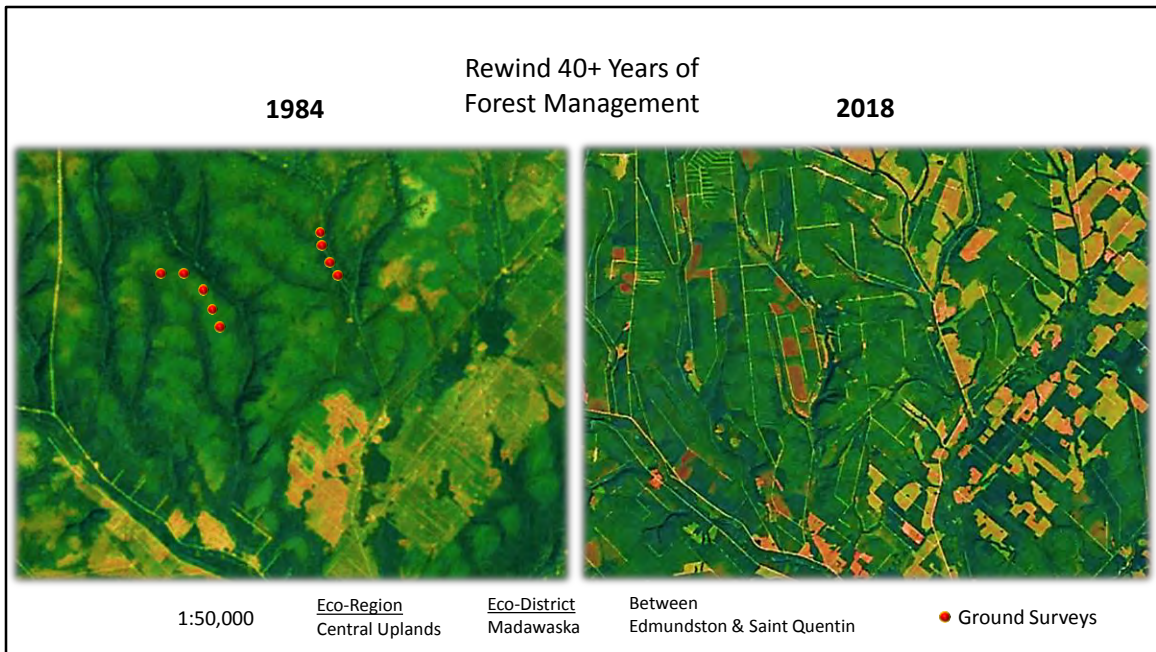 Rewind 40+ Years of
Forest Management
1984
2018
1:50,000
Eco-Region
Central Uplands
Eco-District
Madawaska
Between
Edmundston & Saint Quentin
Ground Surveys